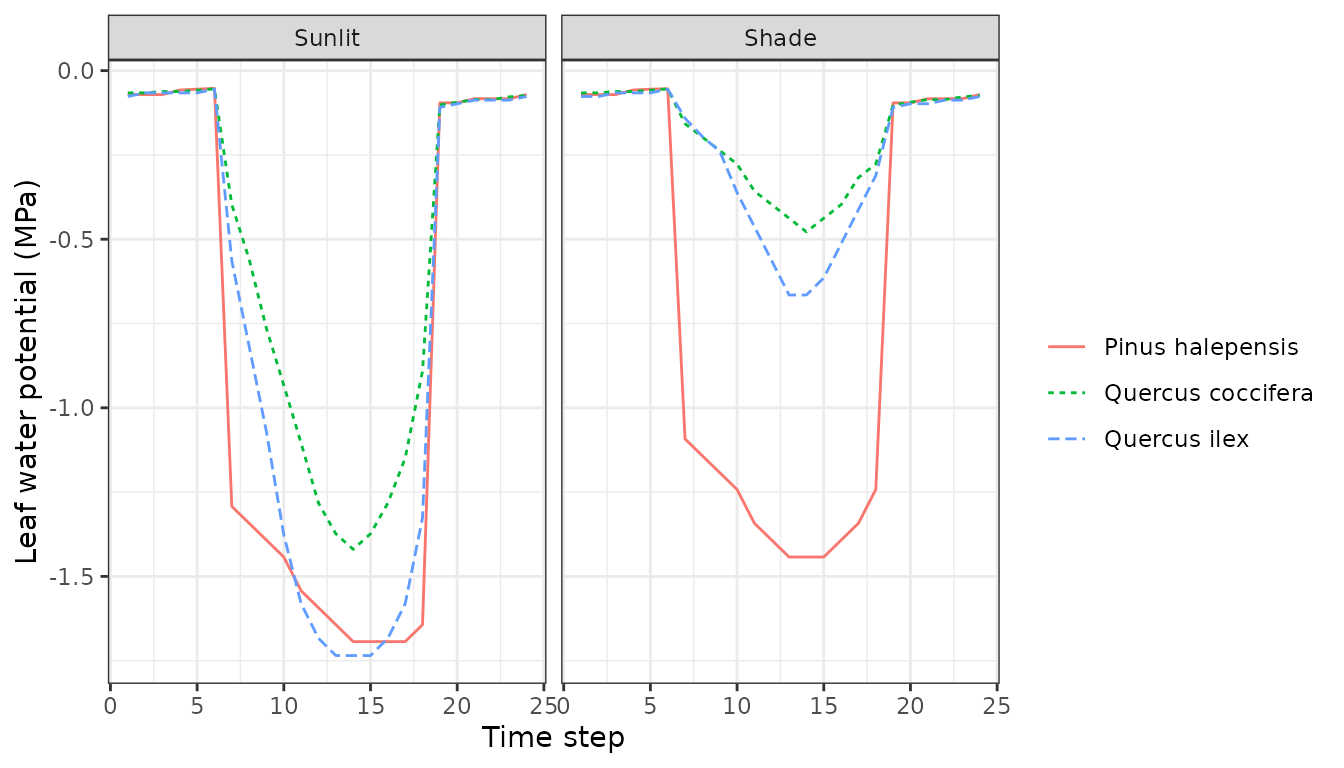 Sunlit Shade
Leaf water potential (MPa)
0.0
-0.5
-1.0
-1.5
0 5 10 15 20 25 0 5 10 15 20 25
Time step
Pinus halepensis
Quercus coccifera
Quercus ilex